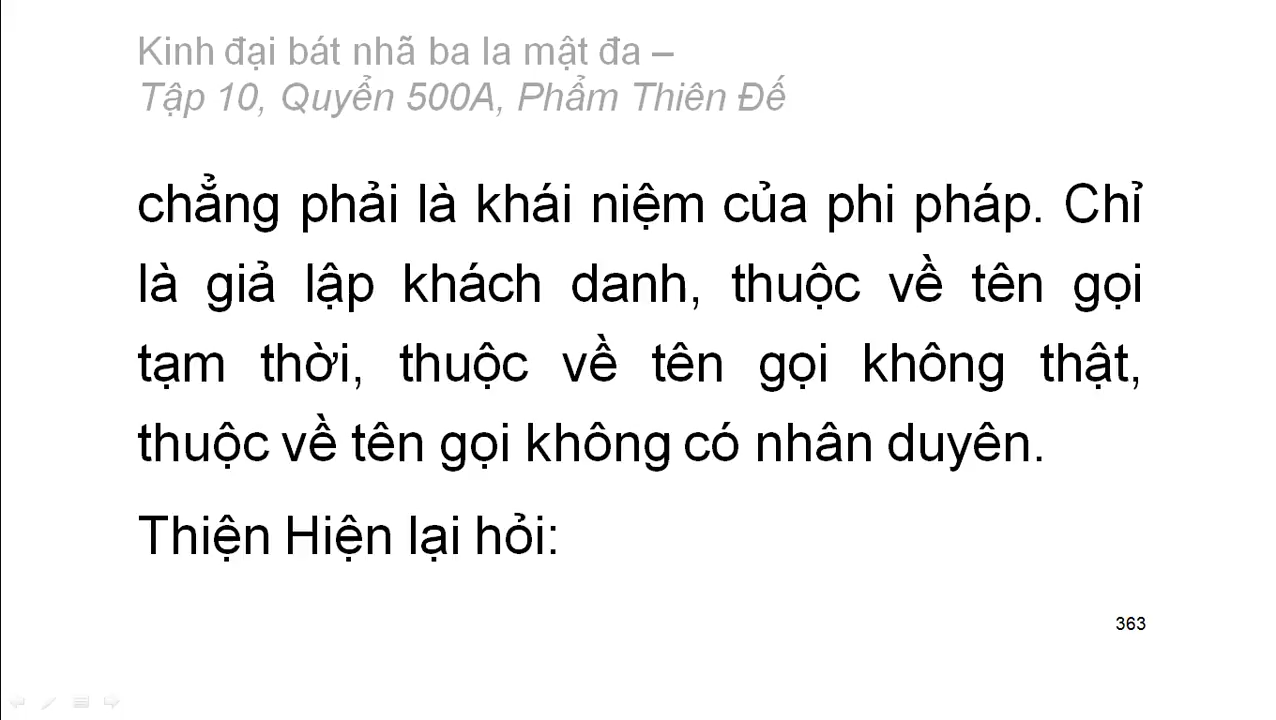 Kinh đại bát nhã ba la mật đa –
Tập 10, Quyển 500A, Phẩm Thiên Đế
chẳng phải là khái niệm của phi pháp. Chỉ
là giả lập khách danh, thuộc về tên gọi
tạm thời, thuộc về tên gọi không thật,
thuộc về tên gọi không có nhân duyên.
Thiện Hiện lại hỏi:
363